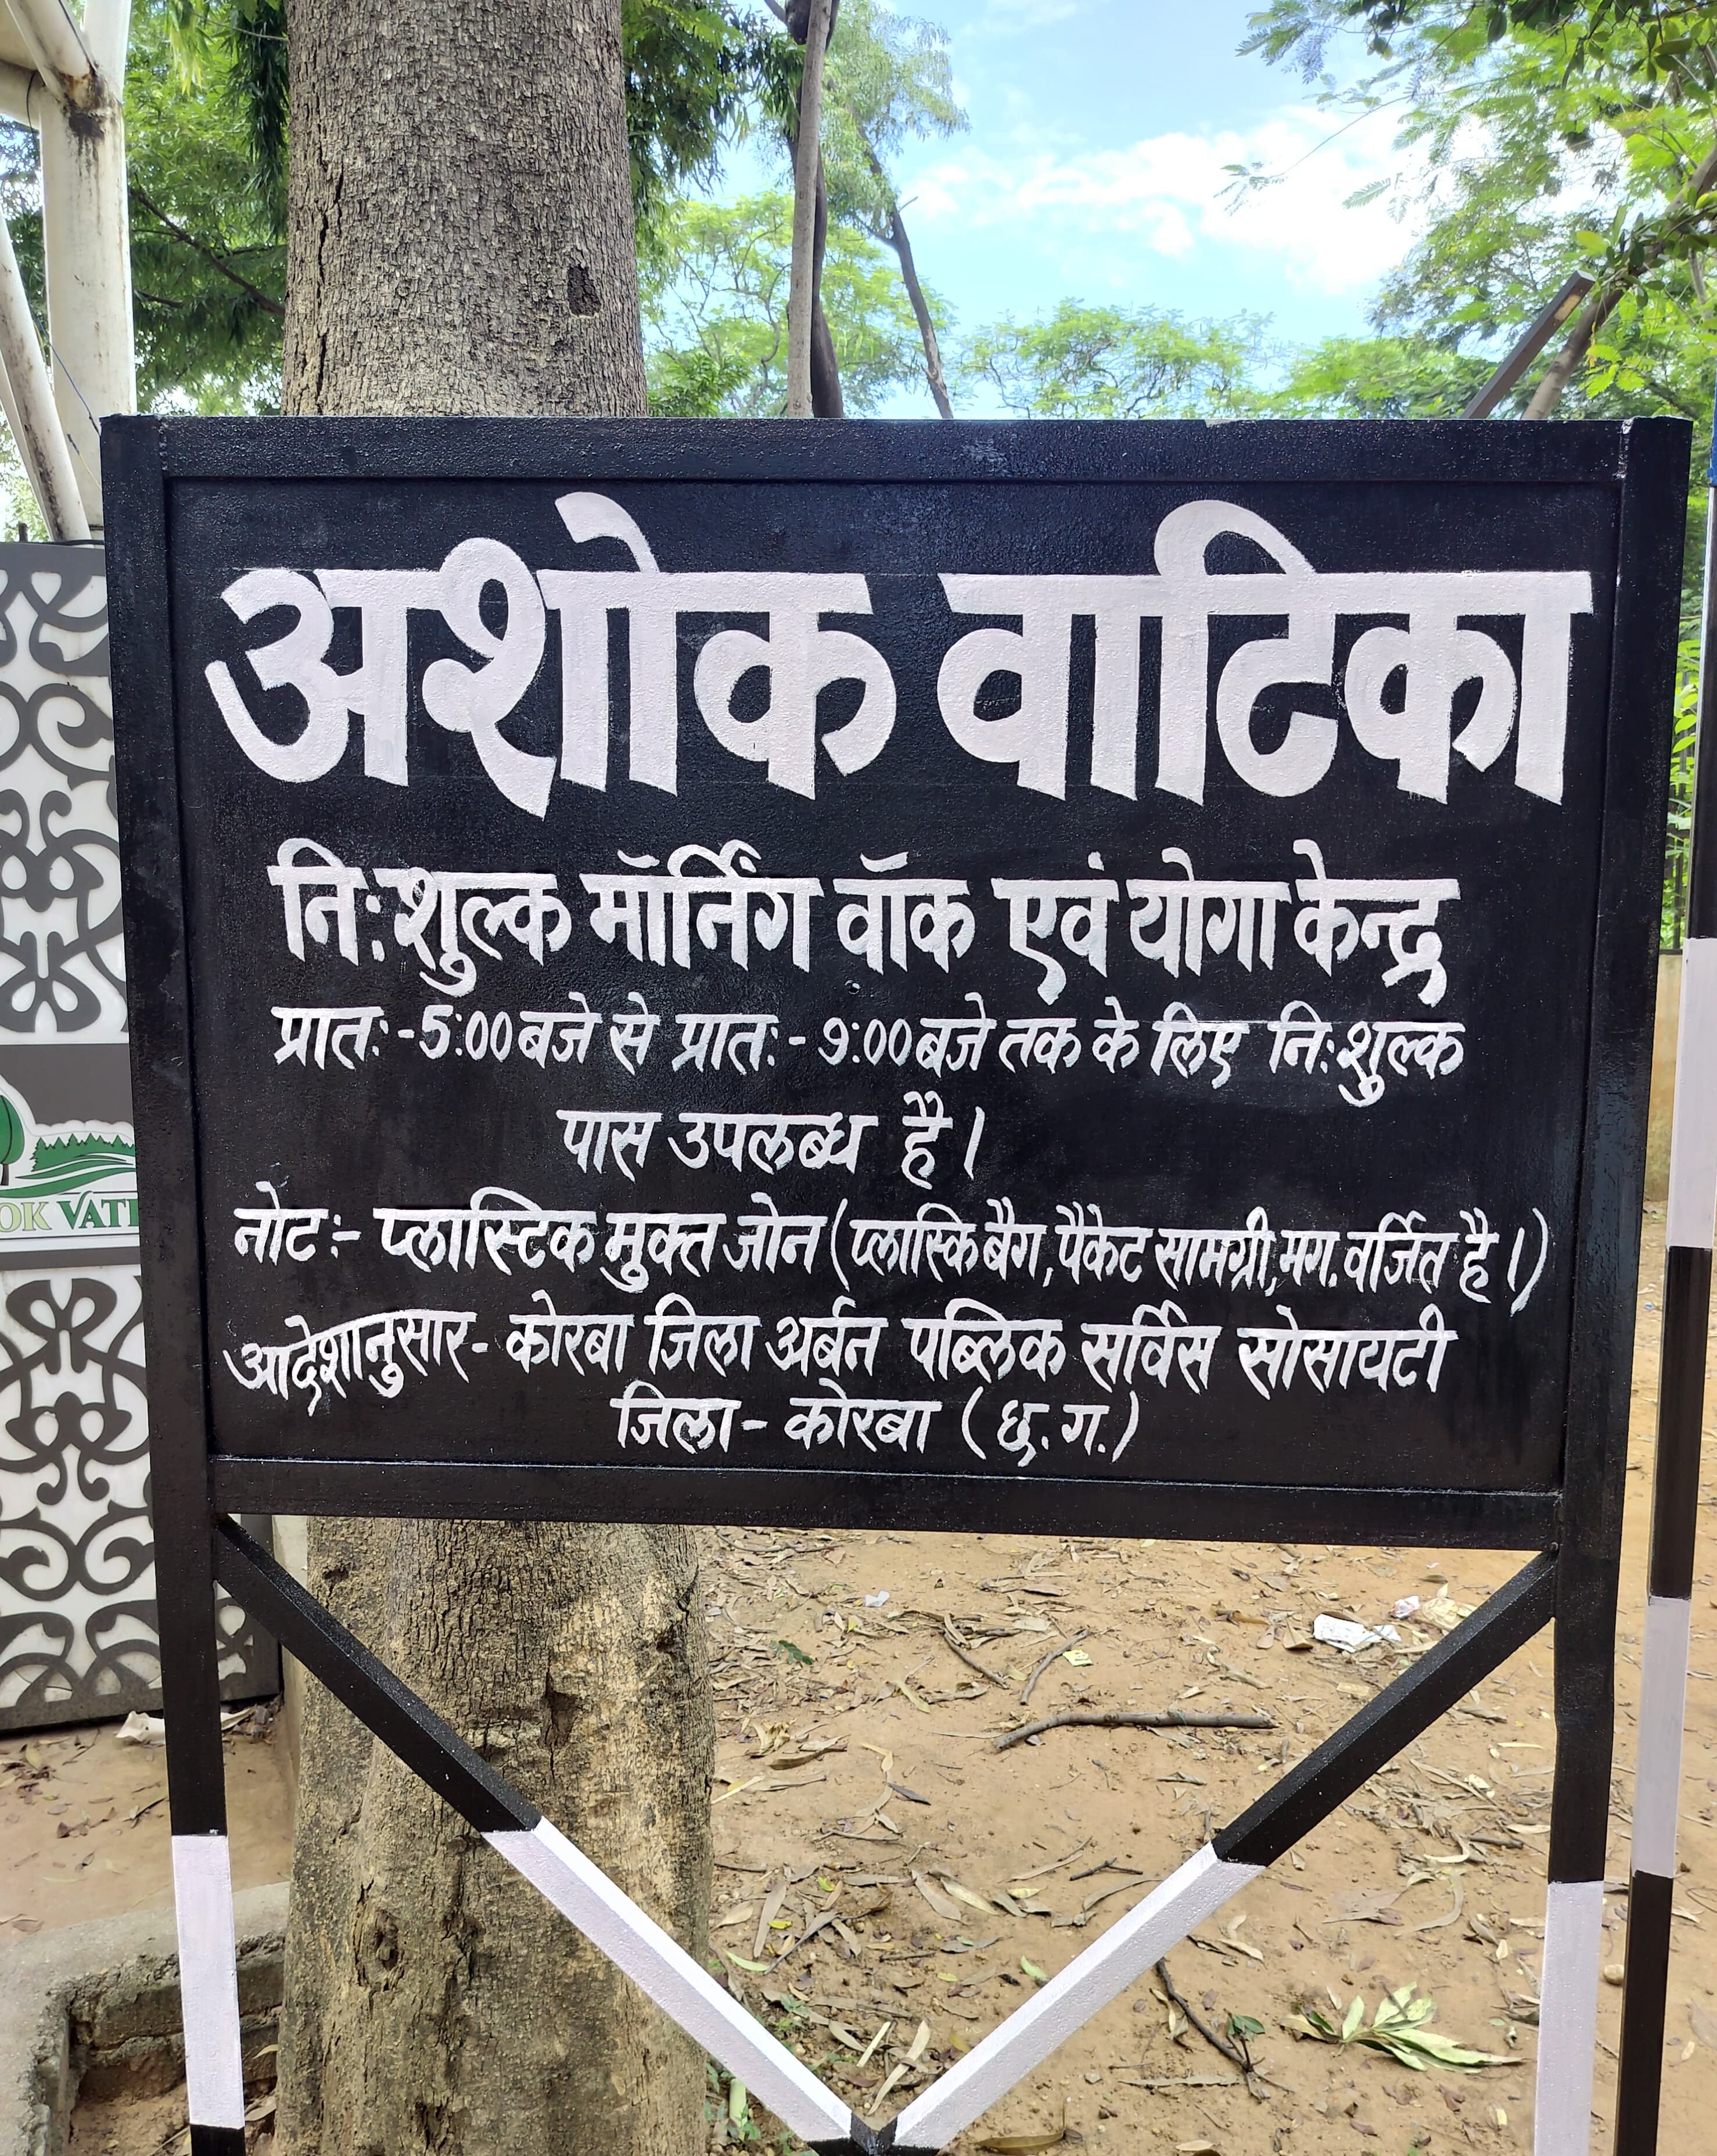 अशोक वाटिका
नि:शुल्क मॉर्निंग वॉक एवं योगा केन्द्र
प्रात:-5:00 बजे से प्रात:- 9:00 बजे तक के लिए नि:शुल्क
पास उपलब्ध है।
नोट:- प्लास्टिक मुक्त जोन (प्लास्कि बैग, पैकेट सामग्री, मग. वर्जित है।)
आदेशानुसार- कोरबा जिला अर्बन पब्लिक सर्विस सोसायटी
जिला- कोरबा (छ.ग.)
OK VATI